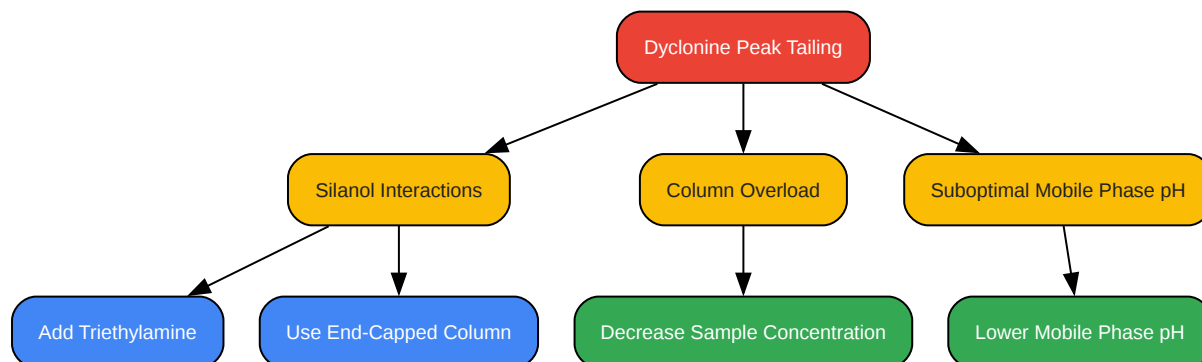 Dyclonine Peak Tailing
Silanol Interactions
Column Overload
Suboptimal Mobile Phase pH
Add Triethylamine
Use End-Capped Column
Decrease Sample Concentration
Lower Mobile Phase pH